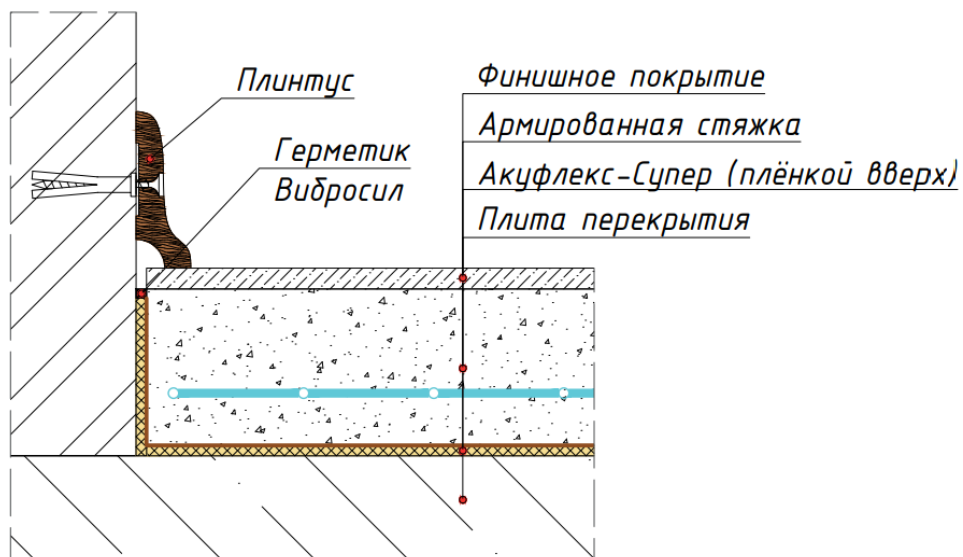 Плинтус
Герметик
Вибросил
Финишное покрытие
Армированная стяжка
Акуфлекс-Супер (плёнкой вверх)
Плита перекрытия